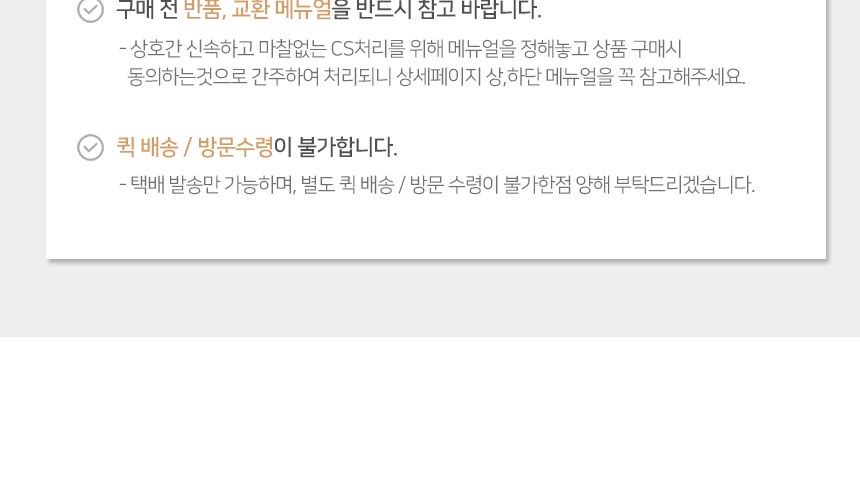 구매 전 반품, 교환 메뉴얼을 반드시 참고 바랍니다.
- 상호간 신속하고 마찰없는 CS처리를 위해 메뉴얼을 정해놓고 상품 구매시
동의하는것으로 간주하여 처리되니 상세페이지 상,하단 메뉴얼을 꼭 참고해주세요.
퀵 배송 / 방문수령이 불가합니다.
- 택배 발송만 가능하며, 별도 퀵 배송 / 방문 수령이 불가한점 양해 부탁드리겠습니다.